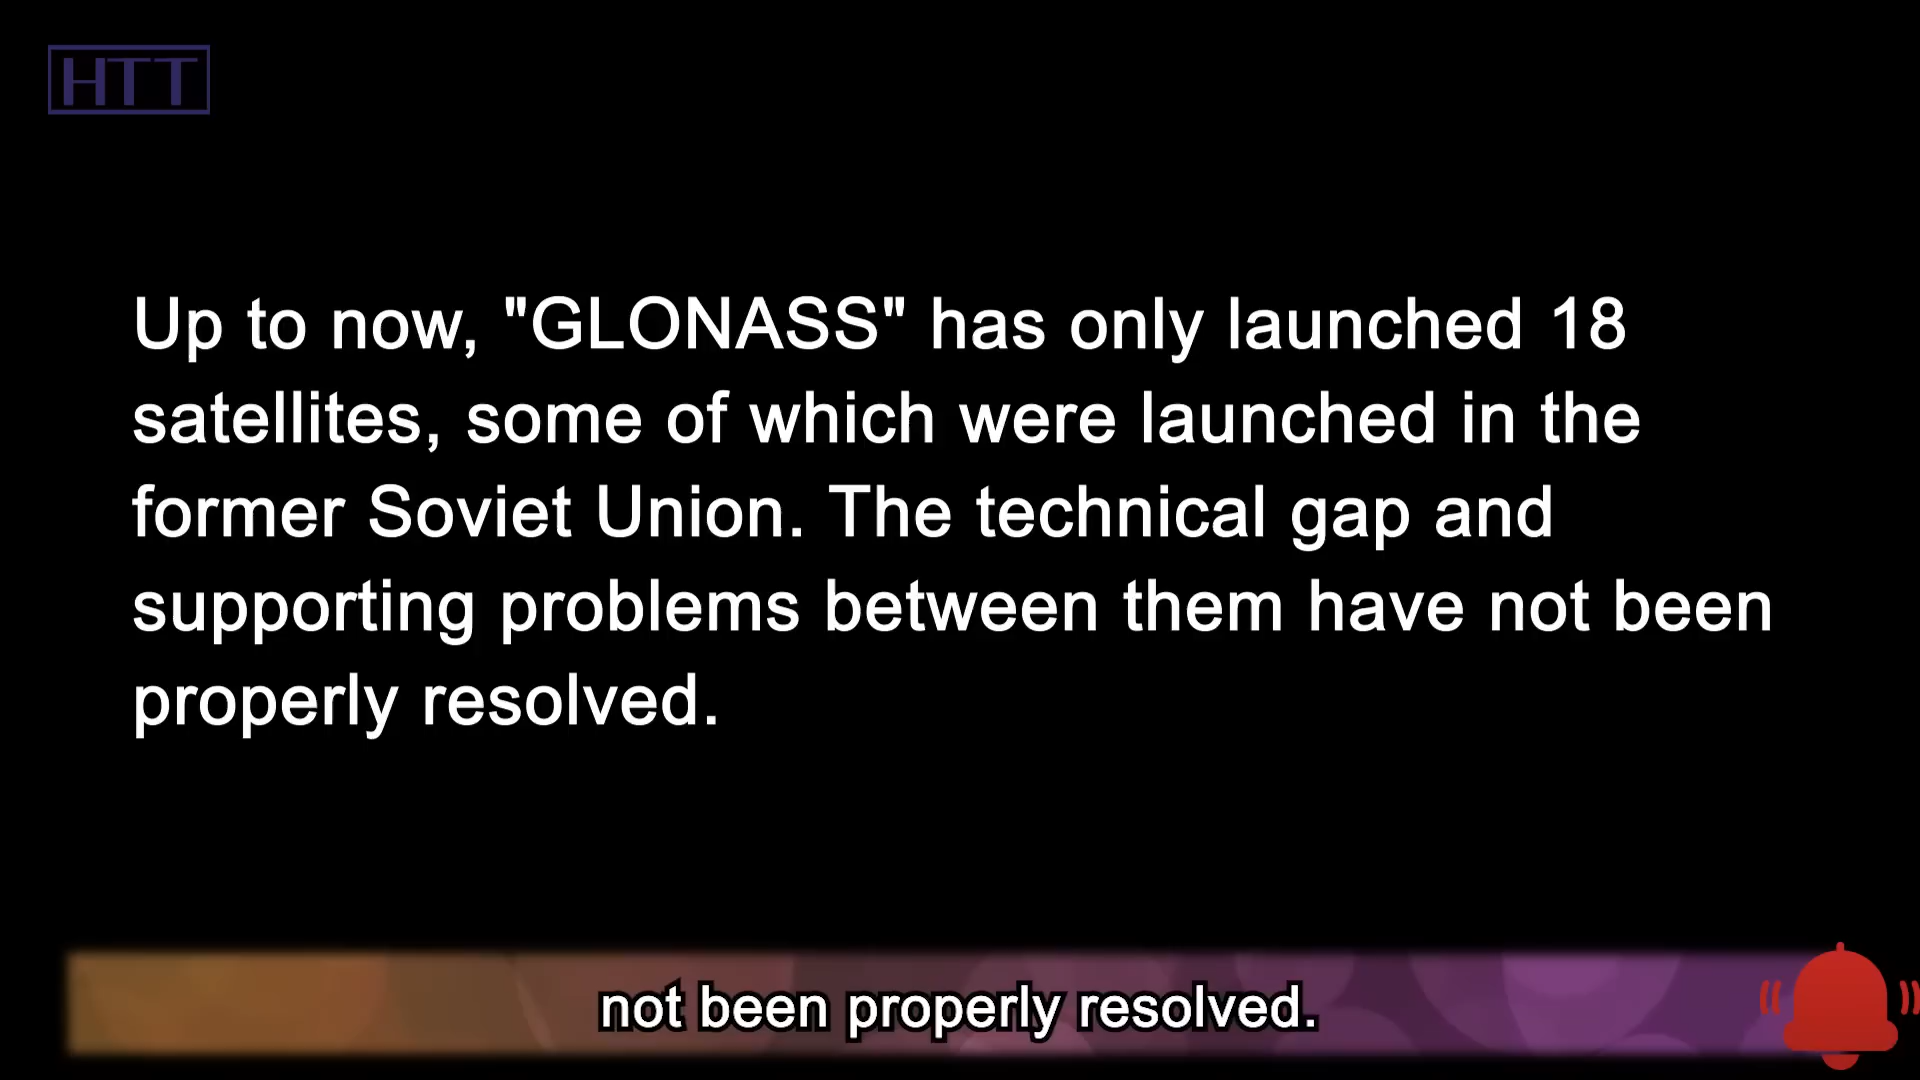 HTT
Up to now, "GLONASS" has only launched 18
satellites, some of which were launched in the
former Soviet Union. The technical gap and
supporting problems between them have not been
properly resolved.
not been properly resolved.